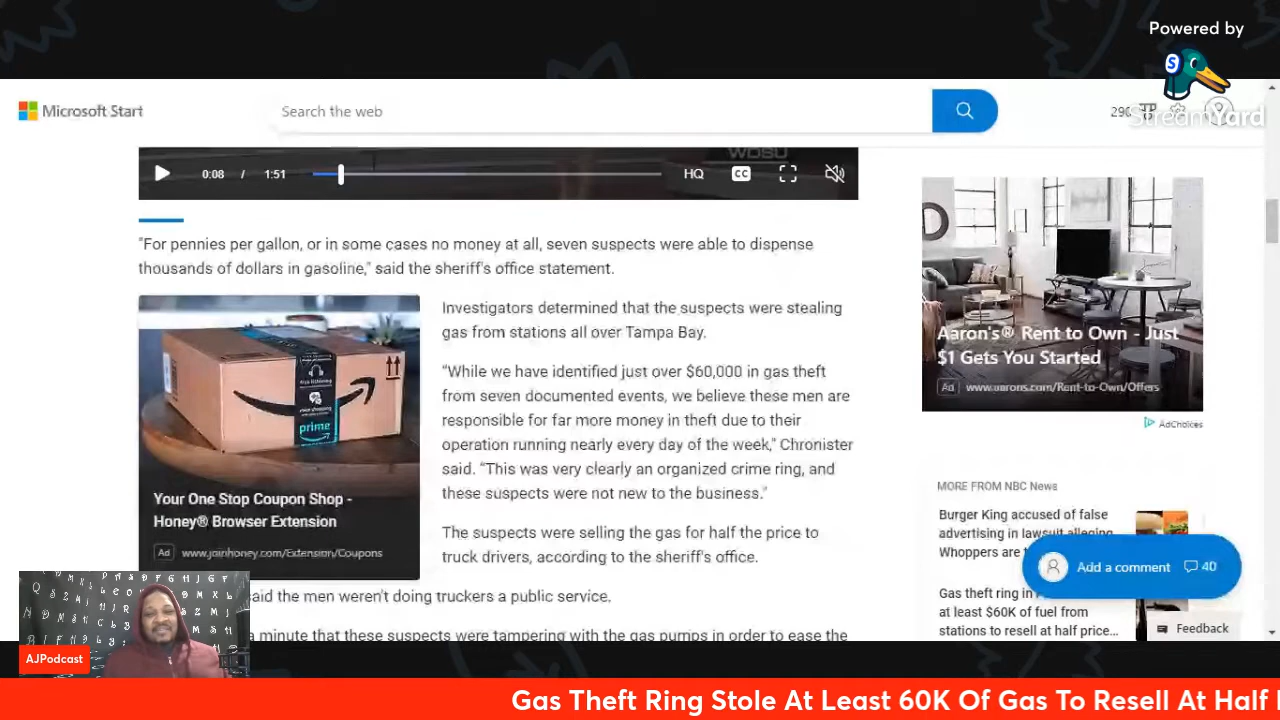 Powered by
StreamYard
Microsoft Start
Search the web
290
WDSU
0:08 / 1:51
HQ
CC
"For pennies per gallon, or in some cases no money at all, seven suspects were able to dispense
thousands of dollars in gasoline," said the sheriff's office statement.
Investigators determined that the suspects were stealing
gas from stations all over Tampa Bay.
"While we have identified just over $60,000 in gas theft
from seven documented events, we believe these men are
responsible for far more money in theft due to their
operation running nearly every day of the week," Chronister
said. "This was very clearly an organized crime ring, and
these suspects were not new to the business."
The suspects were selling the gas for half the price to
truck drivers, according to the sheriff's office.
aid the men weren't doing truckers a public service.
a minute that these suspects were tampering with the gas pumps in order to ease the
prime
Your One Stop Coupon Shop -
Honey® Browser Extension
Ad www.joinhoney.com/Extension/Coupons
Aaron's® Rent to Own - Just
$1 Gets You Started
Ad www.aarons.com/Rent-to-Own/Offers
AdChoices
MORE FROM NBC News
Burger King accused of false
advertising in lawsuit alleging
Whoppers are
Add a comment 40
Gas theft ring in
at least $60K of fuel from
stations to resell at half price...
Feedback
AJPodcast
Gas Theft Ring Stole At Least 60K Of Gas To Resell At Half